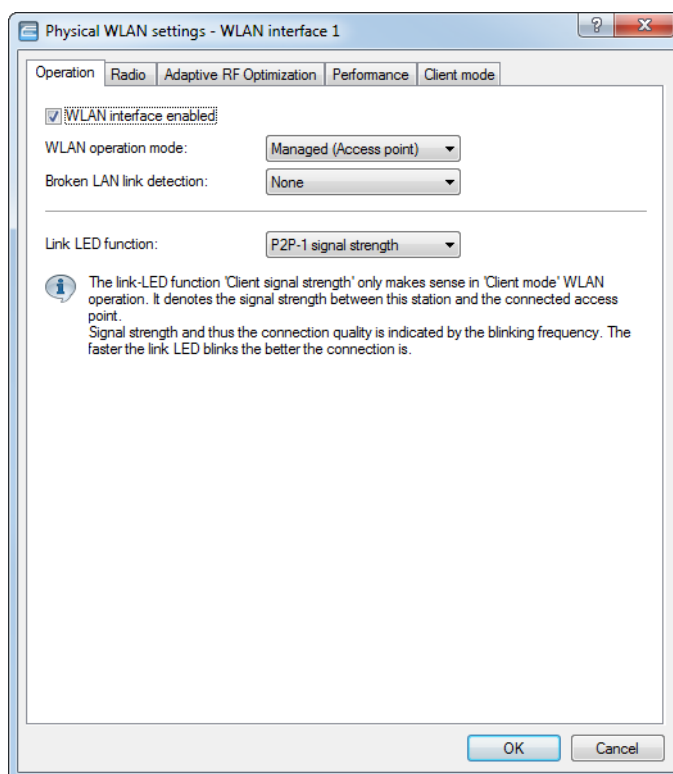 Physical WLAN settings - WLAN interface 1
?
Operation Radio Adaptive RF Optimization Performance Client mode
WLAN interface enabled
WLAN operation mode: Managed (Access point)
Broken LAN link detection: None
Link LED function: P2P-1 signal strength
The link-LED function 'Client signal strength' only makes sense in 'Client mode' WLAN
operation. It denotes the signal strength between this station and the connected access
point.
Signal strength and thus the connection quality is indicated by the blinking frequency. The
faster the link LED blinks the better the connection is.
OK Cancel